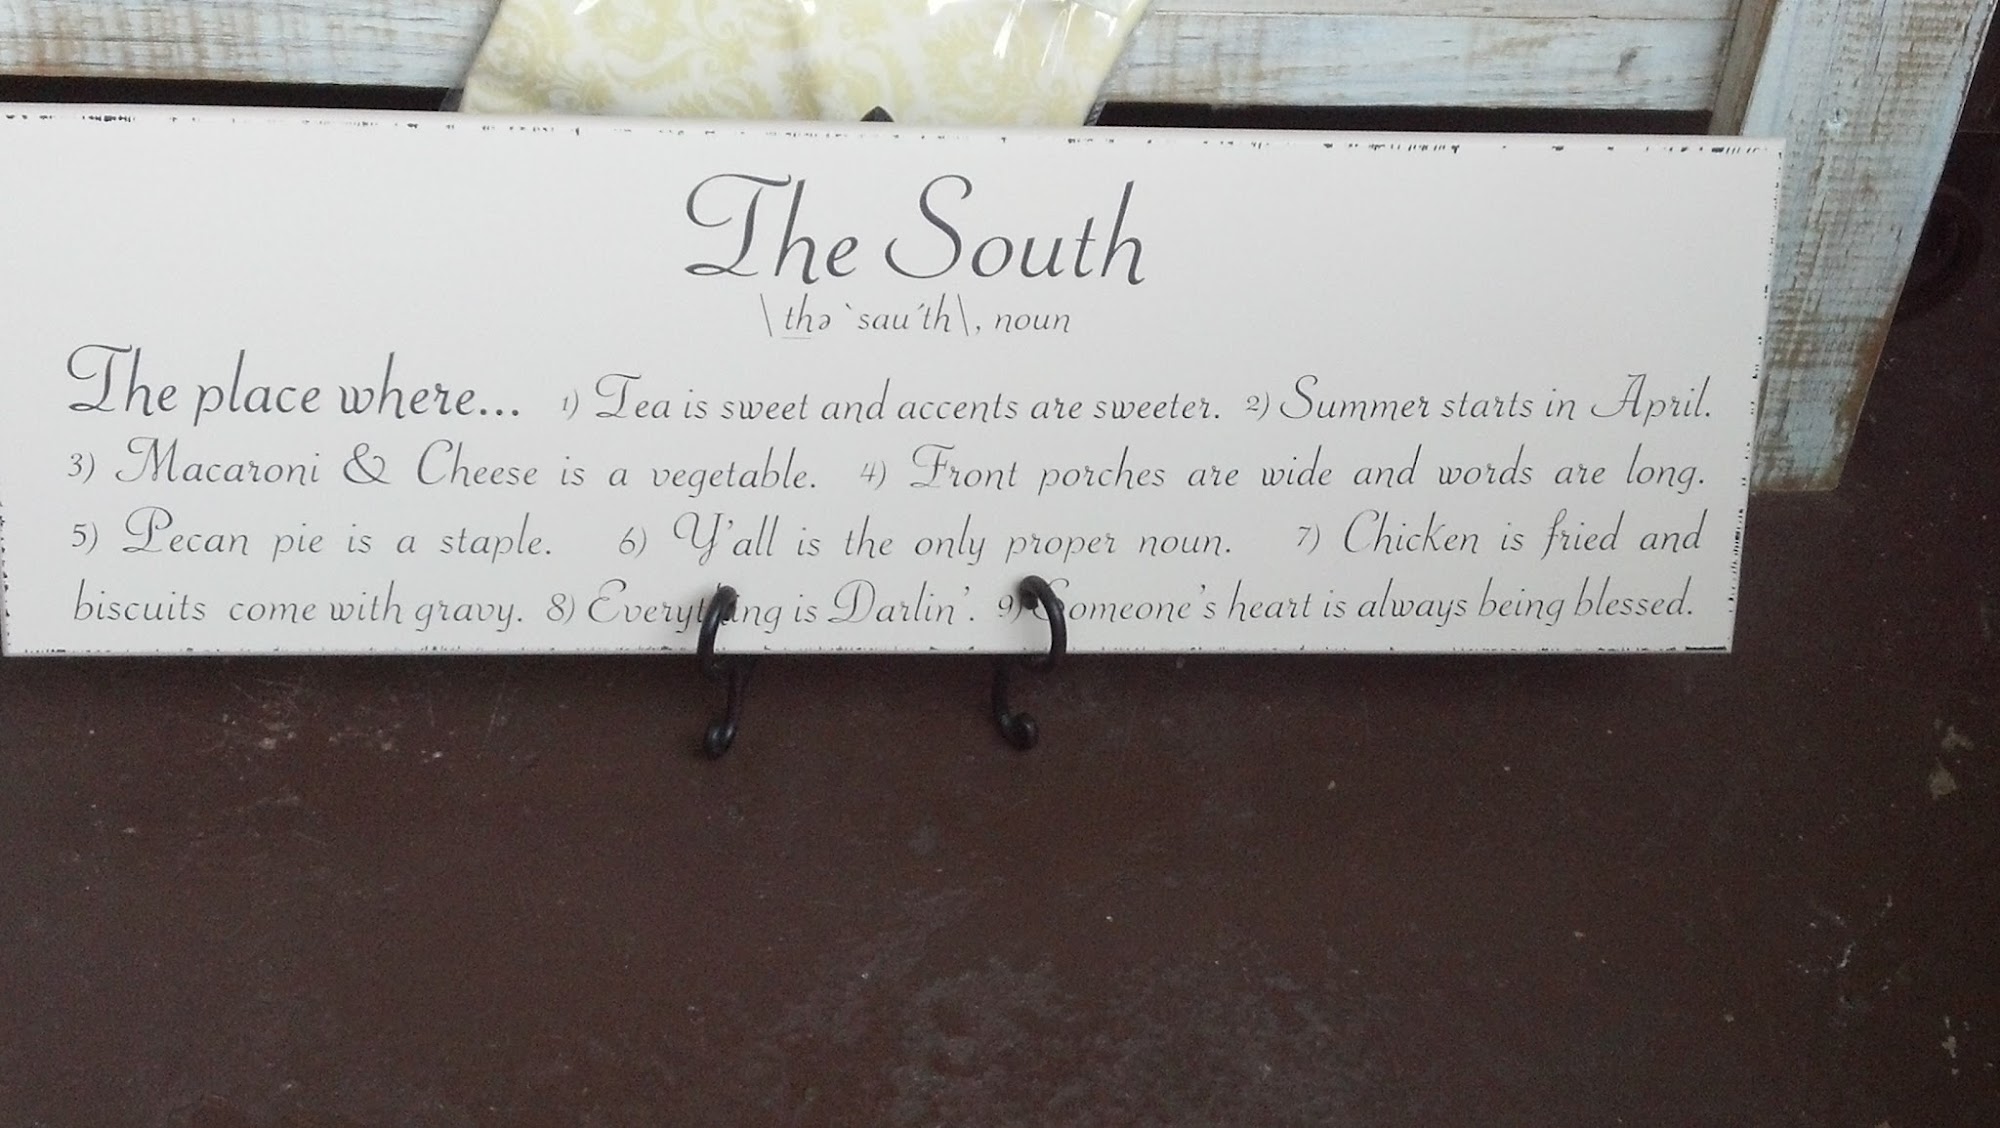 The South
\thə `sau´th\, noun
The place where... 1) Tea is sweet and accents are sweeter. 2) Summer starts in April.
3) Macaroni & Cheese is a vegetable. 4) Front porches are wide and words are long.
5) Pecan pie is a staple. 6) Y'all is the only proper noun. 7) Chicken is fried and
biscuits come with gravy. 8) Everything is Darlin'. 9) Someone's heart is always being blessed.